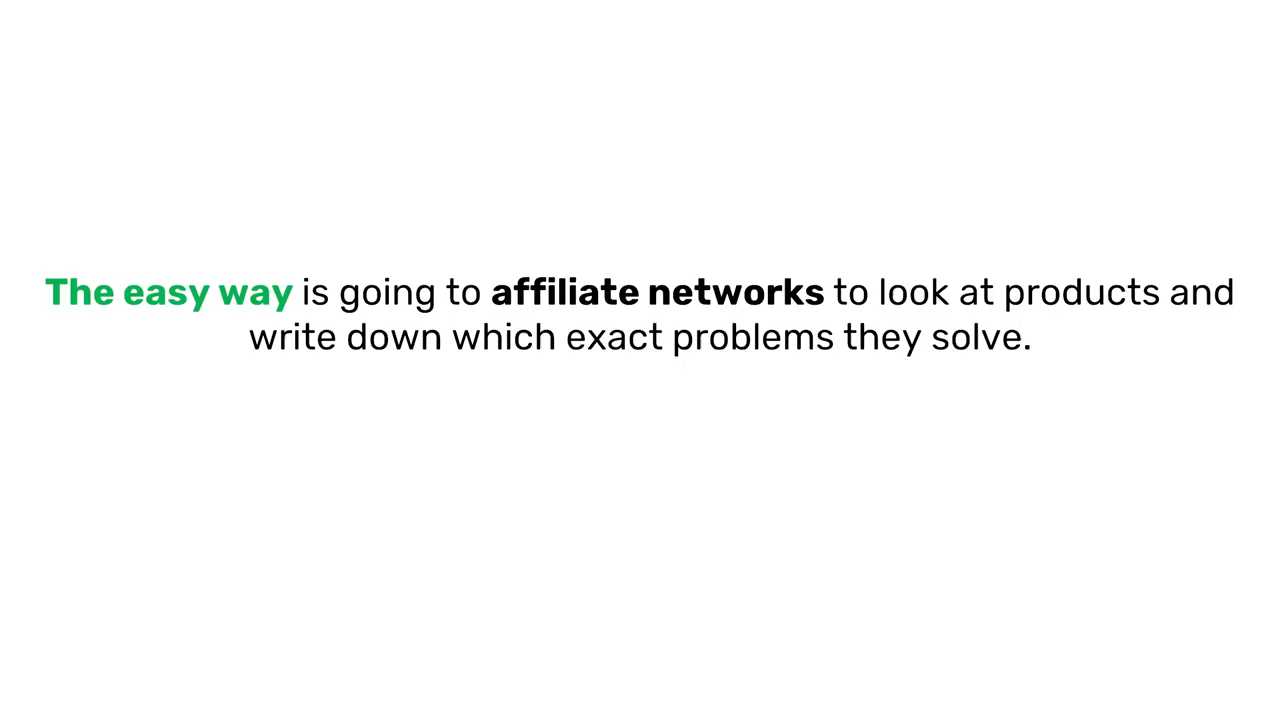 The easy way is going to affiliate networks to look at products and
write down which exact problems they solve.